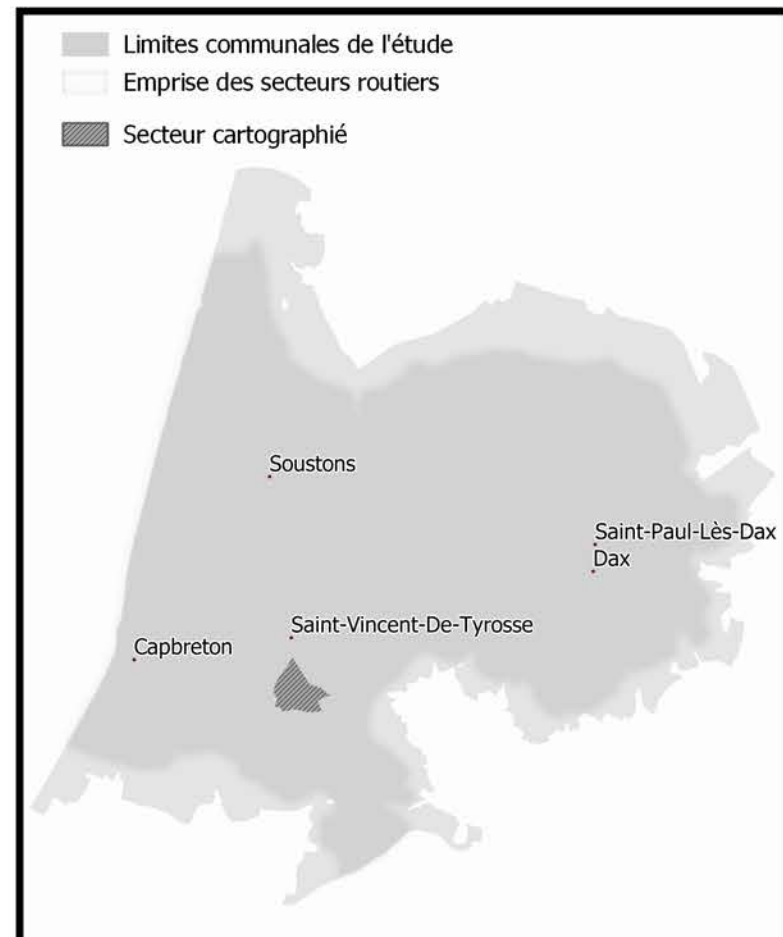 Limites communales de l'étude
Emprise des secteurs routiers
Secteur cartographié
Soustons
Saint-Paul-Lès-Dax
Dax
Saint-Vincent-De-Tyrosse
Capbreton